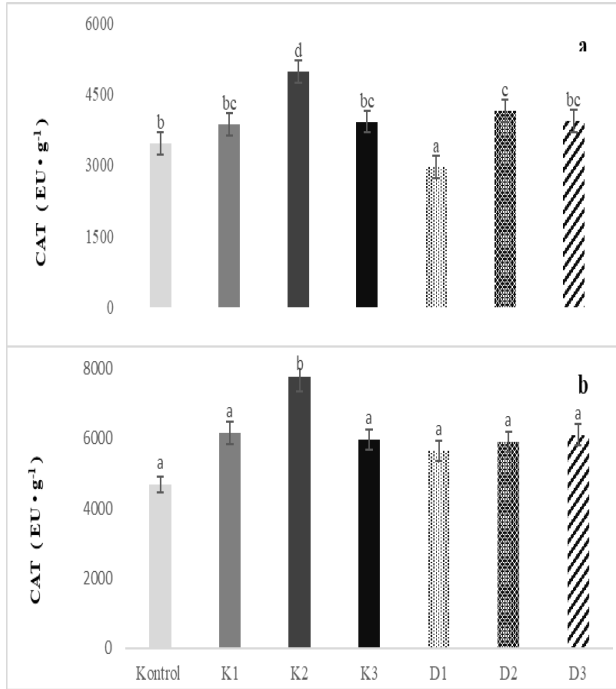 6000
a
d
4500
c
bc
bc
bc
b
a
3000
1500
0
CAT (EU•g-1)
8000
b
b
a
a
a
a
a
6000
a
4000
2000
0
CAT (EU•g-1)
Kontrol K1 K2 K3 D1 D2 D3